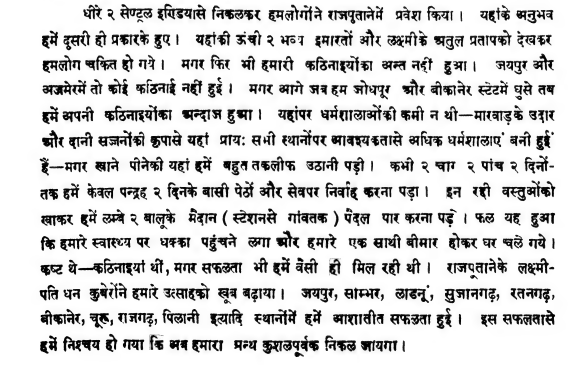 धीरे २ सेण्ट्रल इण्डियासे निकलकर हमलोगोंने राजपूतानेमें प्रवेश किया। यहांके अनुभव
हमें दूसरी ही प्रकारके हुए। यहांकी ऊंची २ भव्य इमारतों और लक्ष्मीके अतुल प्रतापको देखकर
हमलोग चकित हो गये। मगर फिर भी हमारी कठिनाइयोंका अन्त नहीं हुआ। जयपुर और
अजमेरमें तो कोई कठिनाई नहीं हुई। मगर आगे जब हम जोधपूर और बीकानेर स्टेटमें घुसे तब
हमें अपनी कठिनाइयोंका अन्दाज हुआ। यहांपर धर्मशालाओंकी कमी न थी—मारवाड़के उदार
और दानी सज्जनोंकी कृपासे यहां प्रायः सभी स्थानोंपर आवश्यकतासे अधिक धर्मशालाएं बनी हुई
हैं—मगर खाने पीनेकी यहां हमें बहुत तकलीफ उठानी पड़ी। कभी २ चार २ पांच २ दिनों-
तक हमें केवल पन्द्रह २ दिनके बासी पेठों और सेवपर निर्वाह करना पड़ा। इन रद्दी वस्तुओंको
खाकर हमें लम्बे २ बालूके मैदान (स्टेशनसे गांवतक) पैदल पार करना पड़े। फल यह हुआ
कि हमारे स्वास्थ्य पर धक्का पहुंचने लगा और हमारे एक साथी बीमार होकर घर चले गये।
कष्ट थे—कठिनाइयां थीं, मगर सफलता भी हमें वैसी ही मिल रही थी। राजपूतानेके लक्ष्मी-
पति धन कुबेरोंने हमारे उत्साहको खूब बढ़ाया। जयपुर, साम्भर, लाडनूं, सुजानगढ़, रतनगढ़,
बीकानेर, चूरू, राजगढ़, पिलानी इत्यादि स्थानोंमें हमें आशातीत सफलता हुई। इस सफलतासे
हमें निश्चय हो गया कि अब हमारा ग्रन्थ कुशलपूर्वक निकल जायगा।